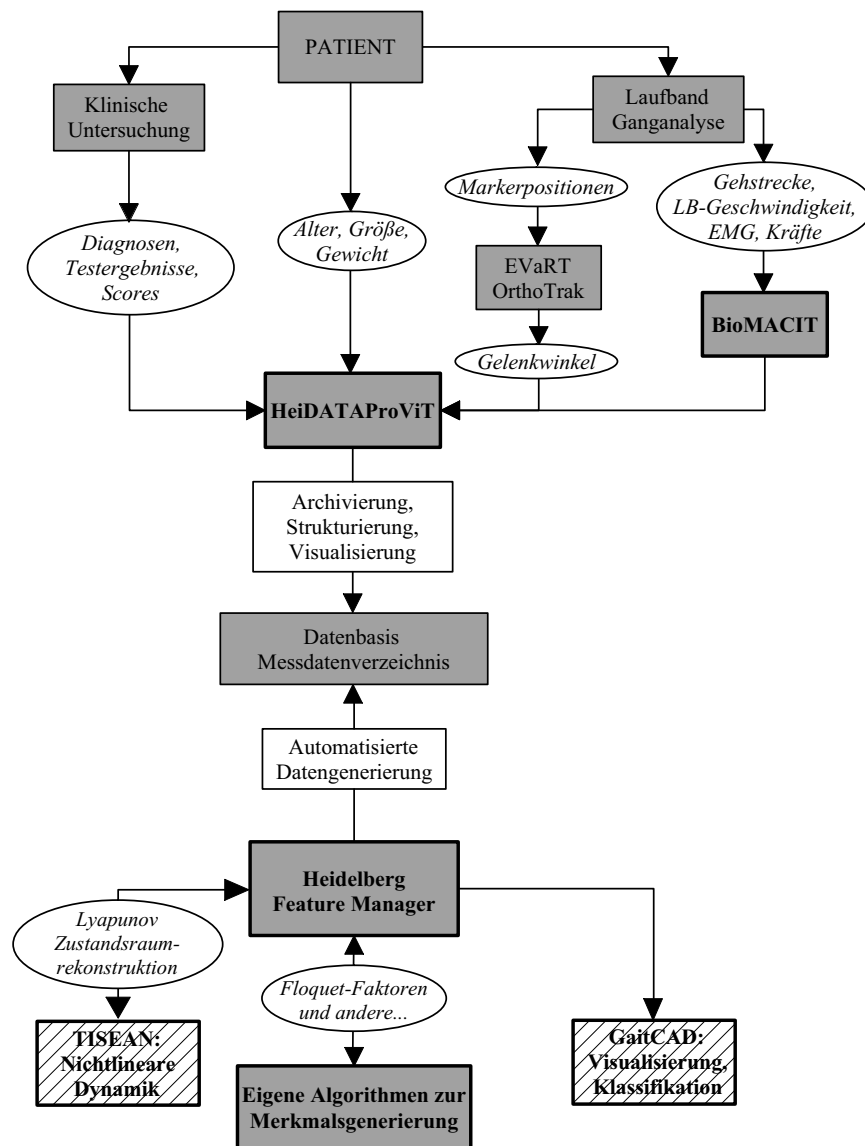 PATIENT
Klinische
Untersuchung
Laufband
Ganganalyse
Markerpositionen
Gehstrecke,
LB-Geschwindigkeit,
EMG, Kräfte
Diagnosen,
Testergebnisse,
Scores
Alter, Größe,
Gewicht
EVaRT
OrthoTrak
BioMACIT
Gelenkwinkel
HeiDATAProViT
Archivierung,
Strukturierung,
Visualisierung
Datenbasis
Messdatenverzeichnis
Automatisierte
Datengenerierung
Heidelberg
Feature Manager
Lyapunov
Zustandsraum-
rekonstruktion
Floquet-Faktoren
und andere...
TISEAN:
Nichtlineare
Dynamik
GaitCAD:
Visualisierung,
Klassifikation
Eigene Algorithmen zur
Merkmalsgenerierung